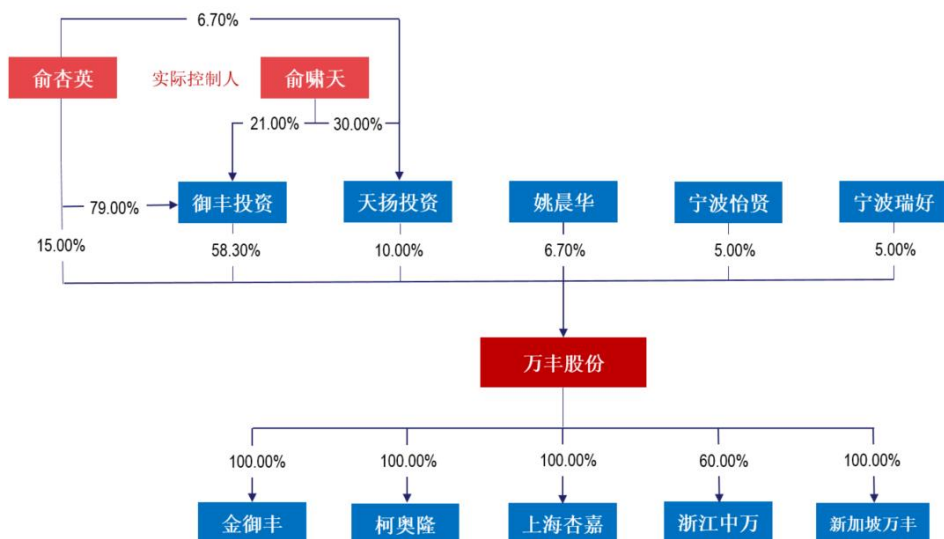 6.70%
俞杏英
实际控制人
俞啸天
21.00%
30.00%
79.00%
御丰投资
天扬投资
姚晨华
宁波怡贤
宁波瑞好
15.00%
58.30%
10.00%
6.70%
5.00%
5.00%
万丰股份
100.00%
100.00%
100.00%
60.00%
100.00%
金御丰
柯奥隆
上海杏嘉
浙江中万
新加坡万丰